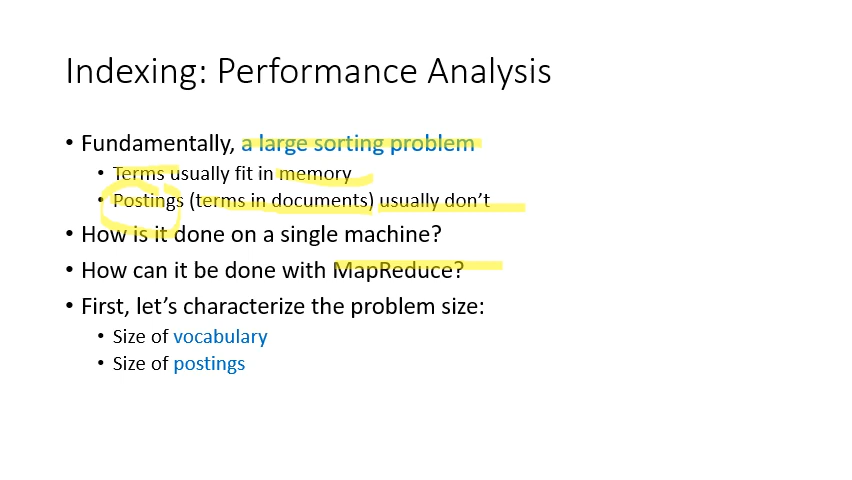 Indexing: Performance Analysis
• Fundamentally, a large sorting problem
• Terms usually fit in memory
• Postings (terms in documents) usually don't
• How is it done on a single machine?
• How can it be done with MapReduce?
• First, let's characterize the problem size:
• Size of vocabulary
• Size of postings